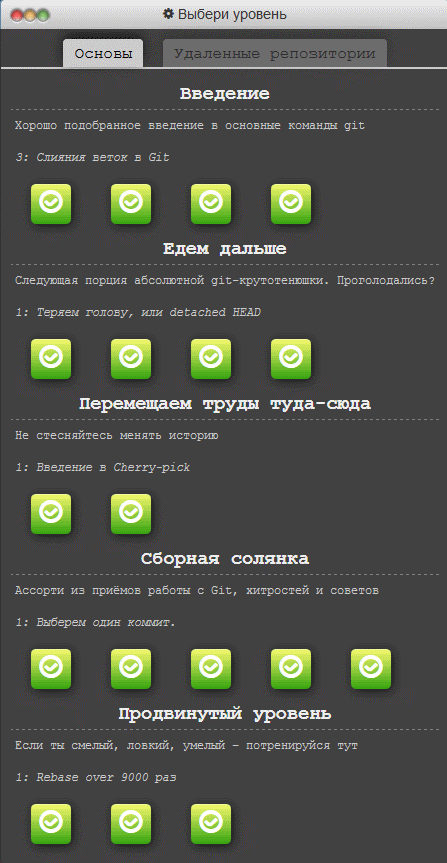 Выбери уровень
Основы
Удаленные репозитории
Введение
Хорошо подобранное введение в основные команды git
3: Слияния веток в Git
Едем дальше
Следующая порция абсолютной git-крутотенюшки. Проголодались?
1: Теряем голову, или detached HEAD
Перемещаем труды туда-сюда
Не стесняйтесь менять историю
1: Введение в Cherry-pick
Сборная солянка
Ассорти из приёмов работы с Git, хитростей и советов
1: Выберем один коммит.
Продвинутый уровень
Если ты смелый, ловкий, умелый – потренируйся тут
1: Rebase over 9000 раз